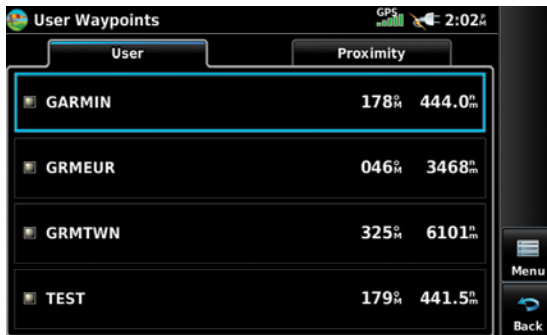 User Waypoints GPS 2:02 AM
User Proximity
GARMIN 178°M 444.0nm
GRMEUR 046°M 3468nm
GRMTWN 325°M 6101nm
Menu
TEST 179°M 441.5nm
Back